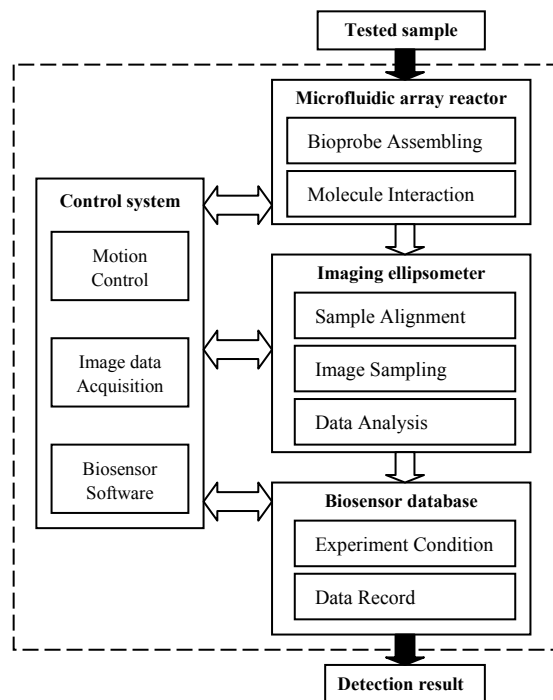 Tested sample
Microfluidic array reactor
Bioprobe Assembling
Molecule Interaction
Control system
Motion
Control
Image data
Acquisition
Biosensor
Software
Imaging ellipsometer
Sample Alignment
Image Sampling
Data Analysis
Biosensor database
Experiment Condition
Data Record
Detection result